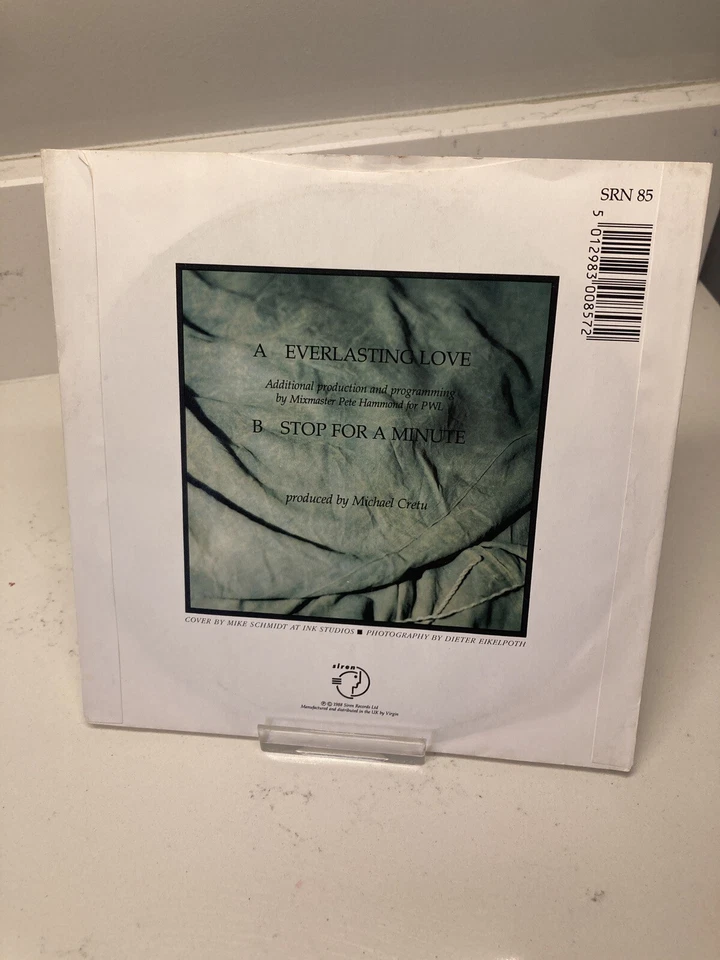 SRN 85
5 012983 008572
A EVERLASTING LOVE
Additional production and programming
by Mixmaster Pete Hammond for PWL
B STOP FOR A MINUTE
produced by Michael Cretu
COVER BY MIKE SCHMIDT AT INK STUDIOS ■ PHOTOGRAPHY BY DIETER EIKELPOTH
siren
℗ © 1988 Siren Records Ltd
Manufactured and distributed in the UK by Virgin